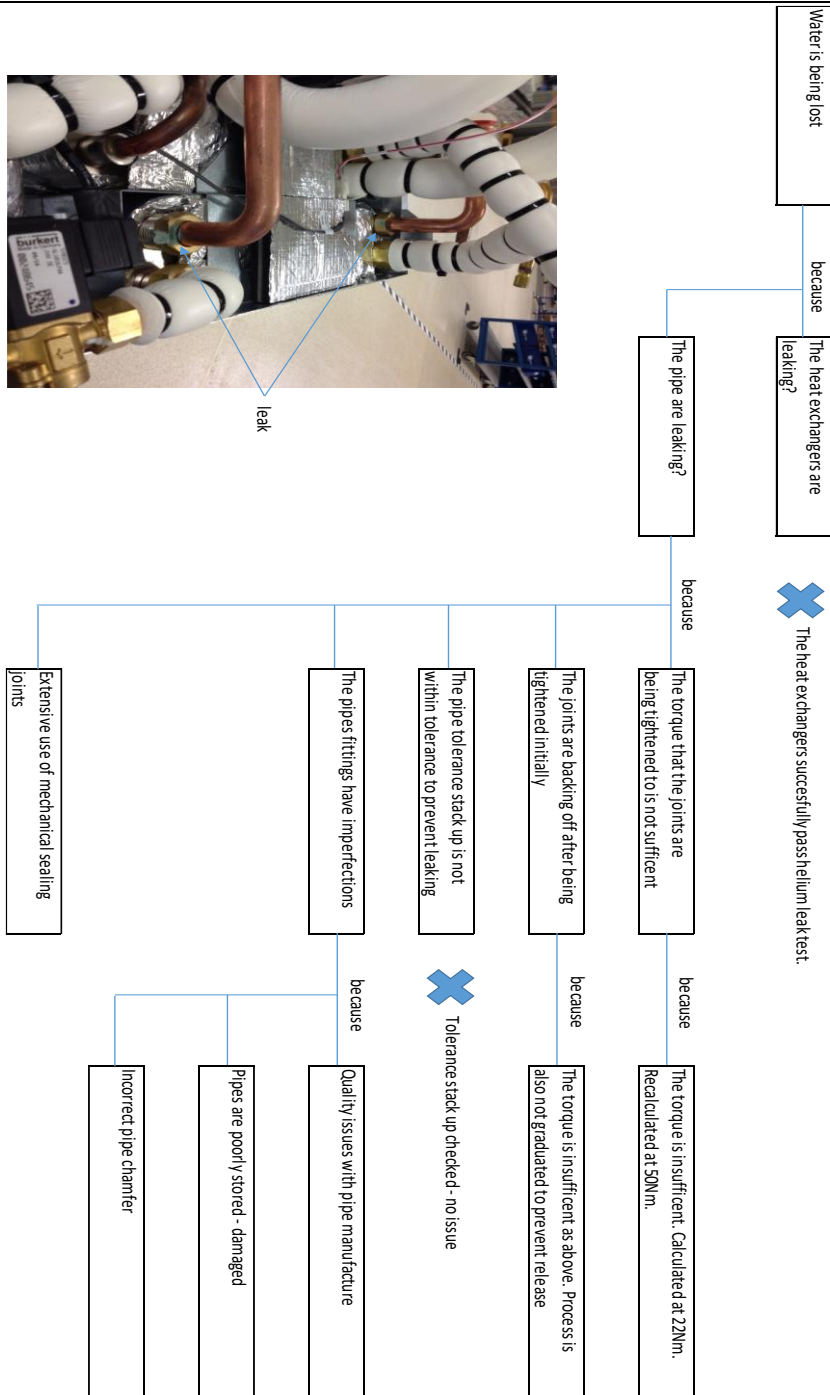 Water is being lost
because
The heat exchangers are
leaking?
The heat exchangers succesfully pass helium leak test.
The pipe are leaking?
because
The torque that the joints are
being tightened to is not sufficent
because
The torque is insufficent. Calculated at 22Nm.
Recalculated at 50Nm.
The joints are backing off after being
tightened initially
because
The torque is insufficent as above. Process is
also not graduated to prevent release
The pipe tolerance stack up is not
within tolerance to prevent leaking
Tolerance stack up checked - no issue
The pipes fittings have imperfections
because
Quality issues with pipe manufacture
Pipes are poorly stored - damaged
Incorrect pipe chamfer
Extensive use of mechanical sealing
joints
leak
burkert